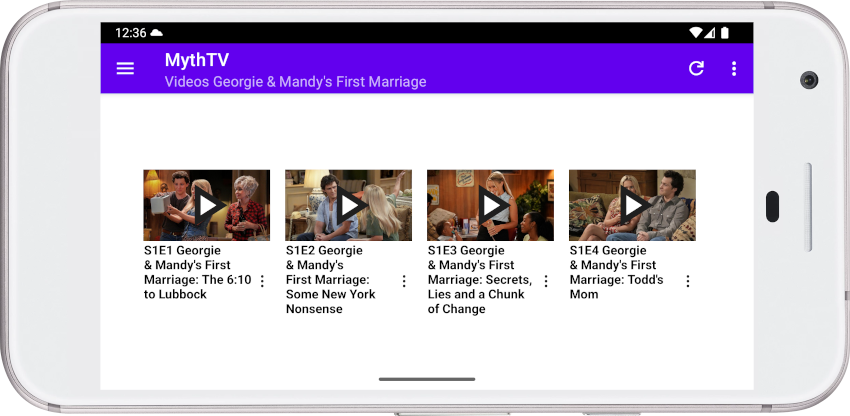 12:36
MythTV
Videos Georgie & Mandy's First Marriage
S1E1 Georgie
& Mandy's First
Marriage: The 6:10
to Lubbock
S1E2 Georgie
& Mandy's
First Marriage:
Some New York
Nonsense
S1E3 Georgie
& Mandy's First
Marriage: Secrets,
Lies and a Chunk
of Change
S1E4 Georgie
& Mandy's First
Marriage: Todd's
Mom